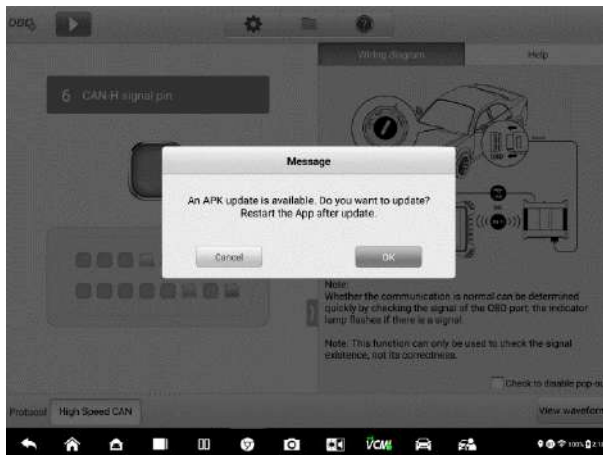 Wiring diagram
Help
6 CAN-H signal pin
Message
An APK update is available. Do you want to update?
Restart the App after update.
Cancel
OK
Note:
Whether the communication is normal can be determined
quickly by checking the signal of the OBD port, the indicator
lamp flashes if there is a signal.
Note: This function can only be used to check the signal
existence, not its correctness.
Check to disable pop-ou
Protocol
High Speed CAN
View waveform
VCMI
100%